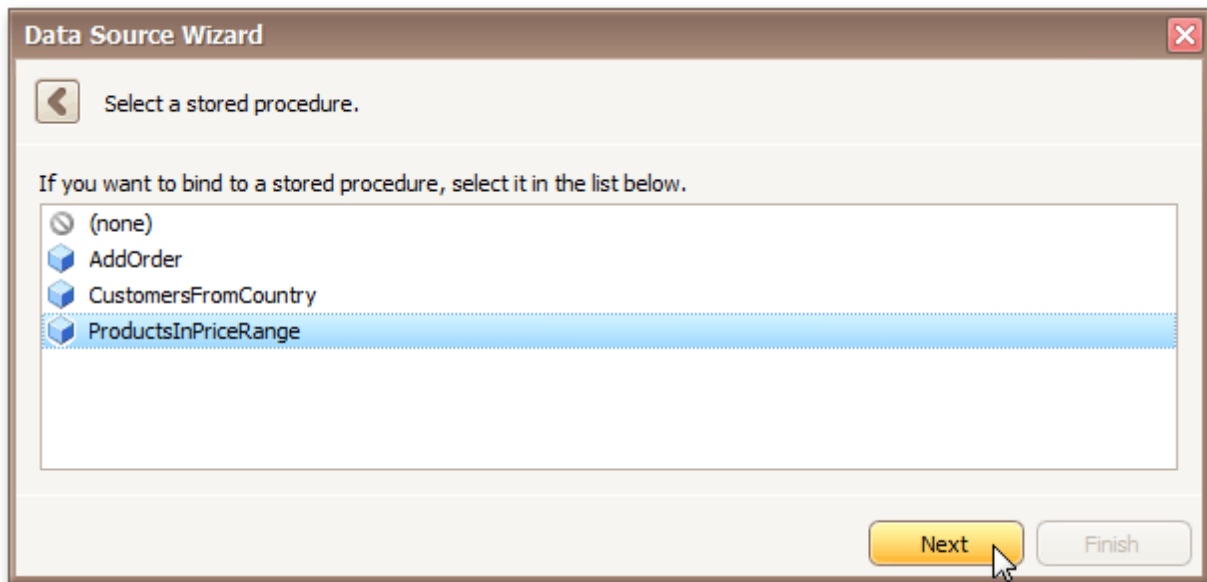 Data Source Wizard
Select a stored procedure.
If you want to bind to a stored procedure, select it in the list below.
(none)
AddOrder
CustomersFromCountry
ProductsInPriceRange
Next
Finish